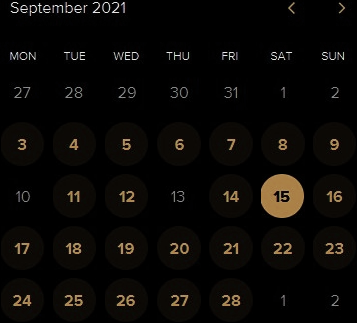 September 2021
MON TUE WED THU FRI SAT SUN
27 28 29 30 31 1 2
3 4 5 6 7 8 9
10 11 12 13 14 15 16
17 18 19 20 21 22 23
24 25 26 27 28 1 2